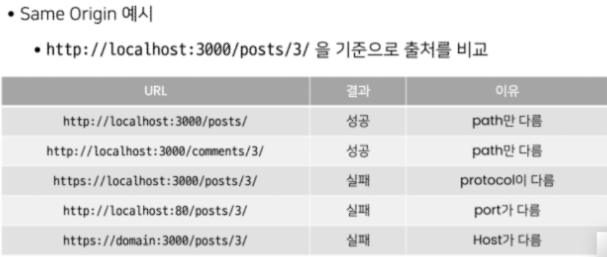 • Same Origin 예시
• http://localhost:3000/posts/3/ 을 기준으로 출처를 비교
URL 결과 이유
http://localhost:3000/posts/ 성공 path만 다름
http://localhost:3000/comments/3/ 성공 path만 다름
https://localhost:3000/posts/3/ 실패 protocol이 다름
http://localhost:80/posts/3/ 실패 port가 다름
https://domain:3000/posts/3/ 실패 Host가 다름